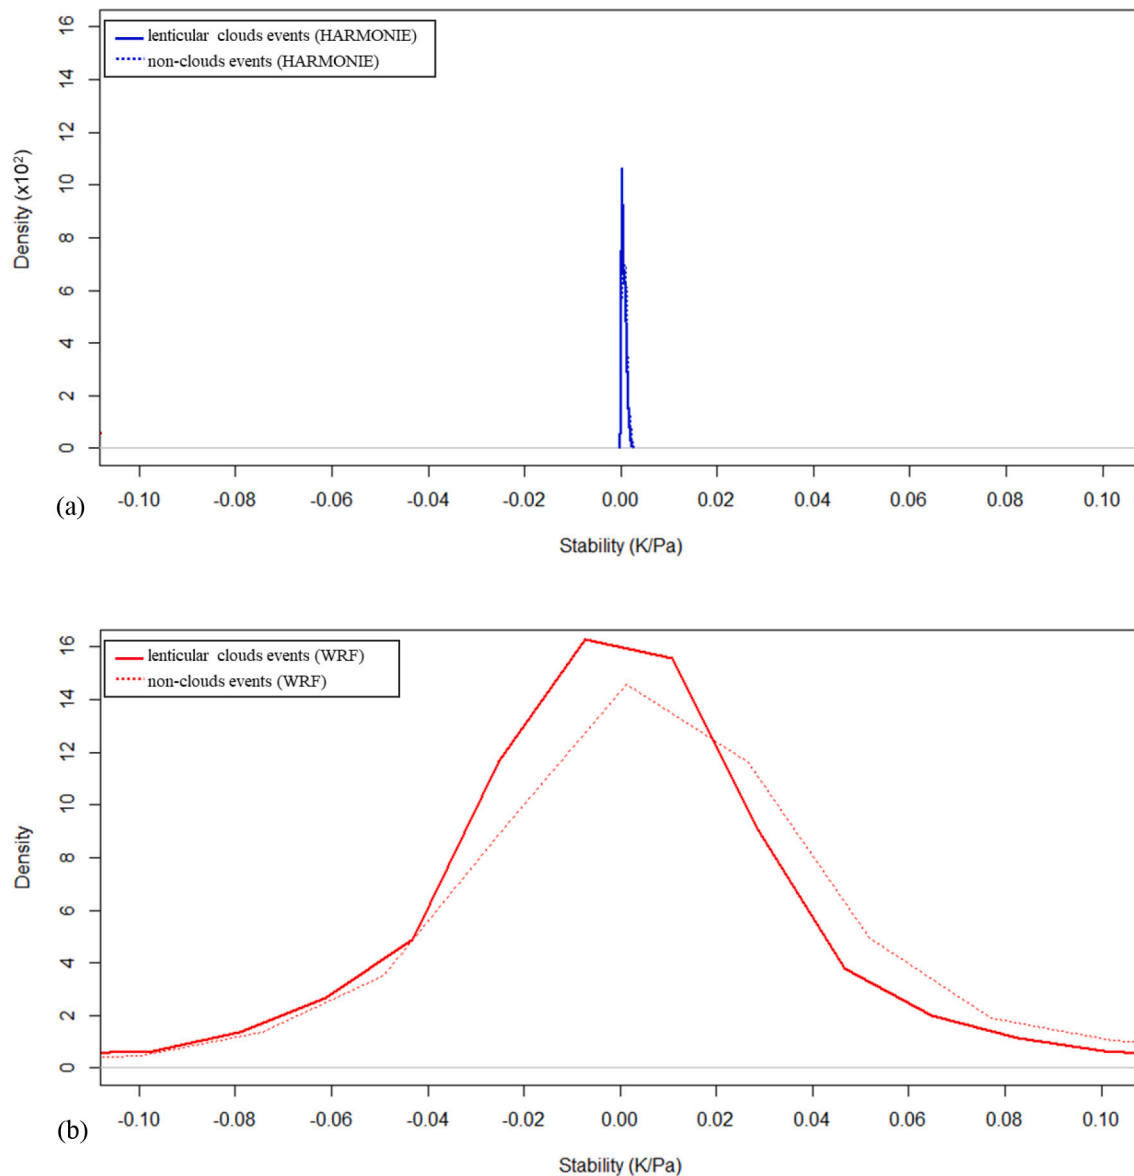 lenticular clouds events (HARMONIE)
non-clouds events (HARMONIE)
Density (x10²)
16
14
12
10
8
6
4
2
0
-0.10 -0.08 -0.06 -0.04 -0.02 0.00 0.02 0.04 0.06 0.08 0.10
(a)
Stability (K/Pa)
lenticular clouds events (WRF)
non-clouds events (WRF)
Density
16
14
12
10
8
6
4
2
0
-0.10 -0.08 -0.06 -0.04 -0.02 0.00 0.02 0.04 0.06 0.08 0.10
(b)
Stability (K/Pa)